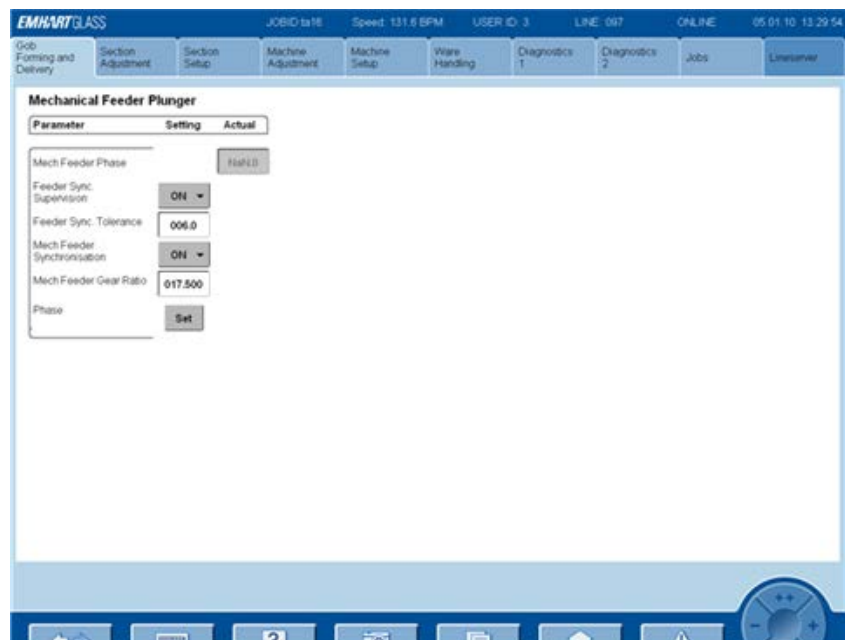 EMHART GLASS JOBID ta16 Speed: 131.6 BPM USER ID: 3 LINE 097 ONLINE 05.01.10 13:29:54
Gob Forming and Delivery
Section Adjustment
Section Setup
Machine Adjustment
Machine Setup
Ware Handling
Diagnostics 1
Diagnostics 2
Jobs
Lineserver
Mechanical Feeder Plunger
Parameter Setting Actual
Mech Feeder Phase NaN.0
Feeder Sync. Supervision ON
Feeder Sync. Tolerance 006.0
Mech Feeder Synchronisation ON
Mech Feeder Gear Ratio 017.500
Phase Set
++
- +
?